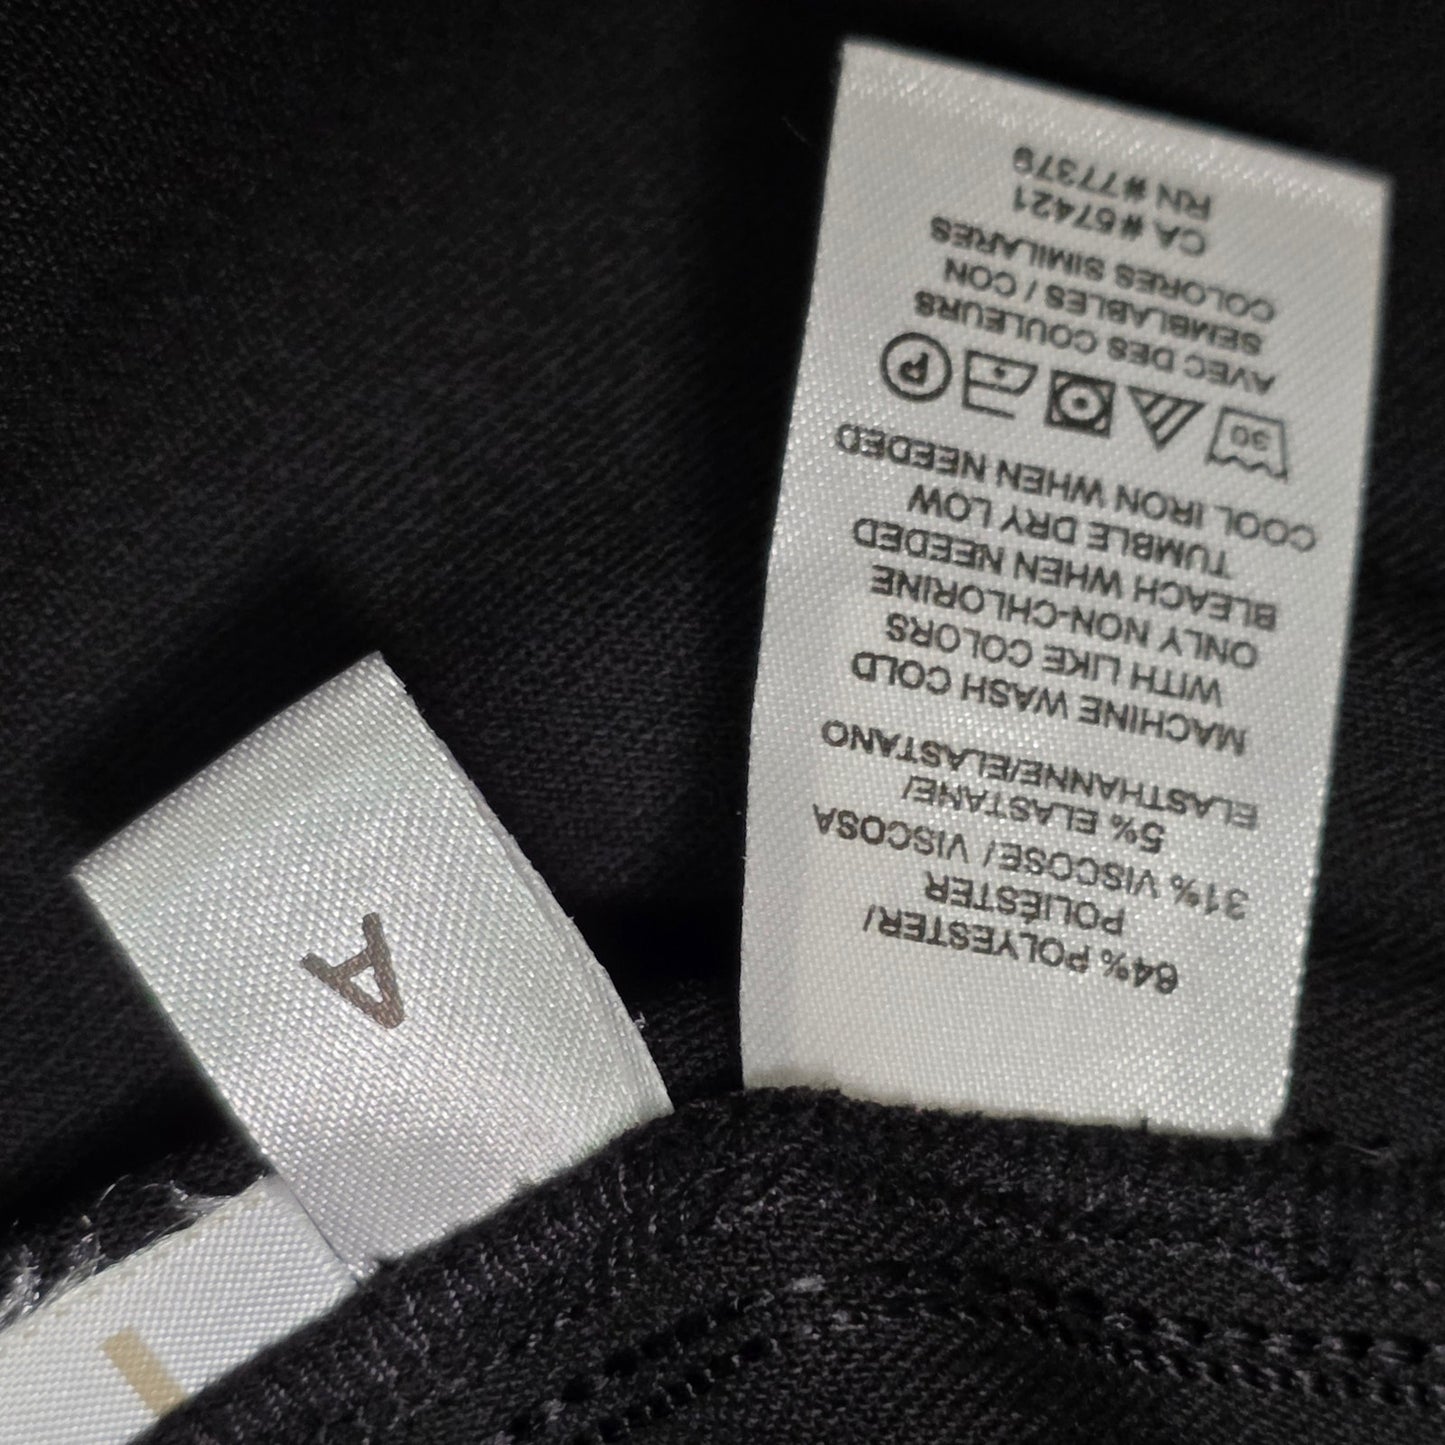 64% POLYESTER/
POLIÉSTER
31% VISCOSE/ VISCOSA
5% ELASTANE/
ELASTHANNE/ELASTANO
MACHINE WASH COLD
WITH LIKE COLORS
ONLY NON-CHLORINE
BLEACH WHEN NEEDED
TUMBLE DRY LOW
COOL IRON WHEN NEEDED
30 P
AVEC DES COULEURS
SEMBLABLES / CON
COLORES SIMILARES
CA #57421
RN #77379
A